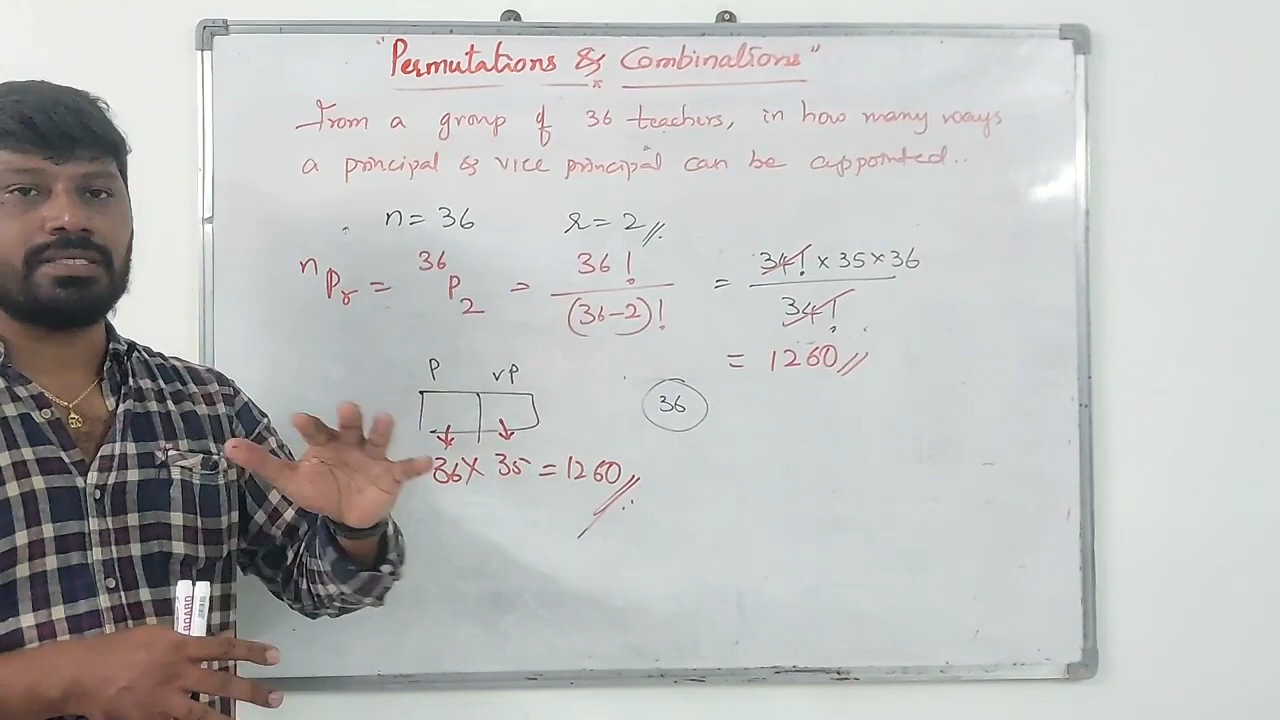 "Permutations & Combinations"
From a group of 36 teachers, in how many ways
a principal & vice principal can be appointed..
n = 36 r = 2 //.
nPr = 36P2 = 36! / (36-2)! = 34! x 35 x 36 / 34!
= 1260 //
P VP
36
36 x 35 = 1260 //
BOARD